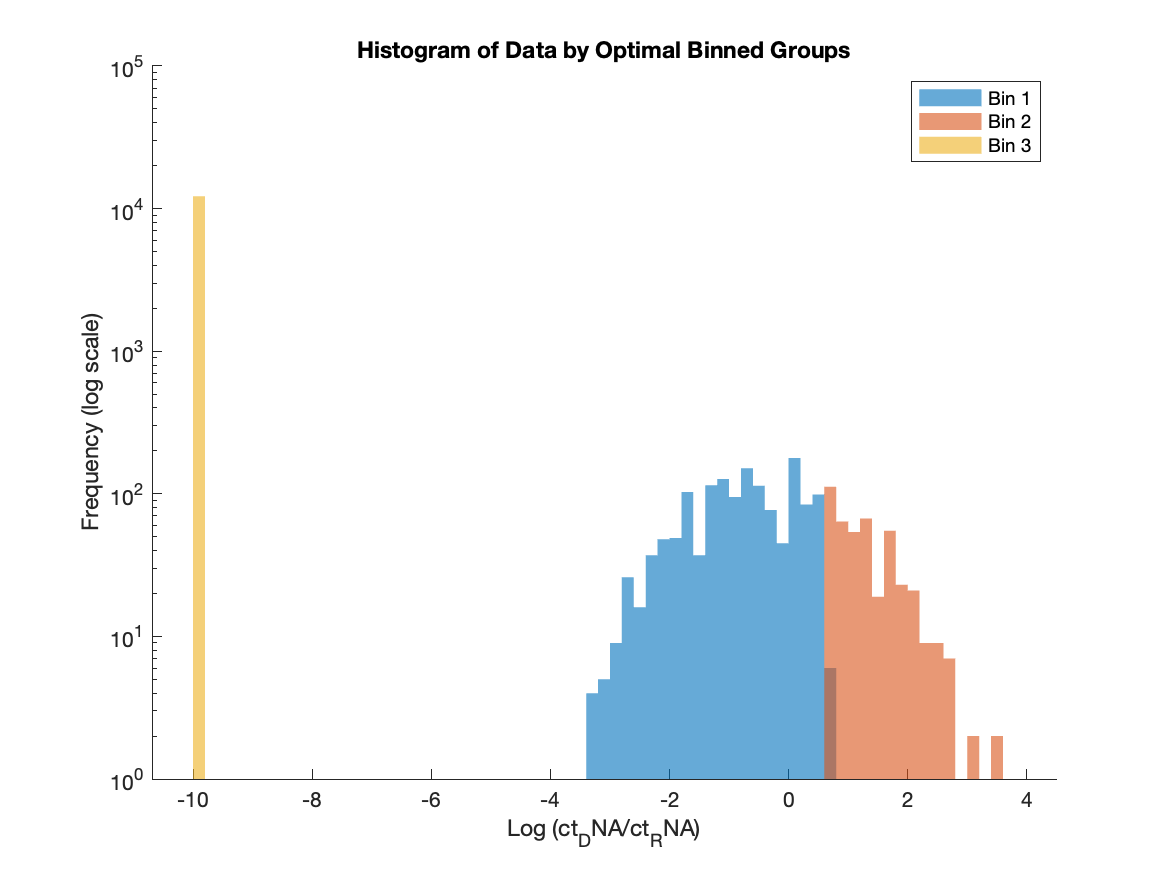 Histogram of Data by Optimal Binned Groups
Bin 1
Bin 2
Bin 3
Frequency (log scale)
10^5
10^4
10^3
10^2
10^1
10^0
-10 -8 -6 -4 -2 0 2 4
Log (ct_DNA/ct_RNA)